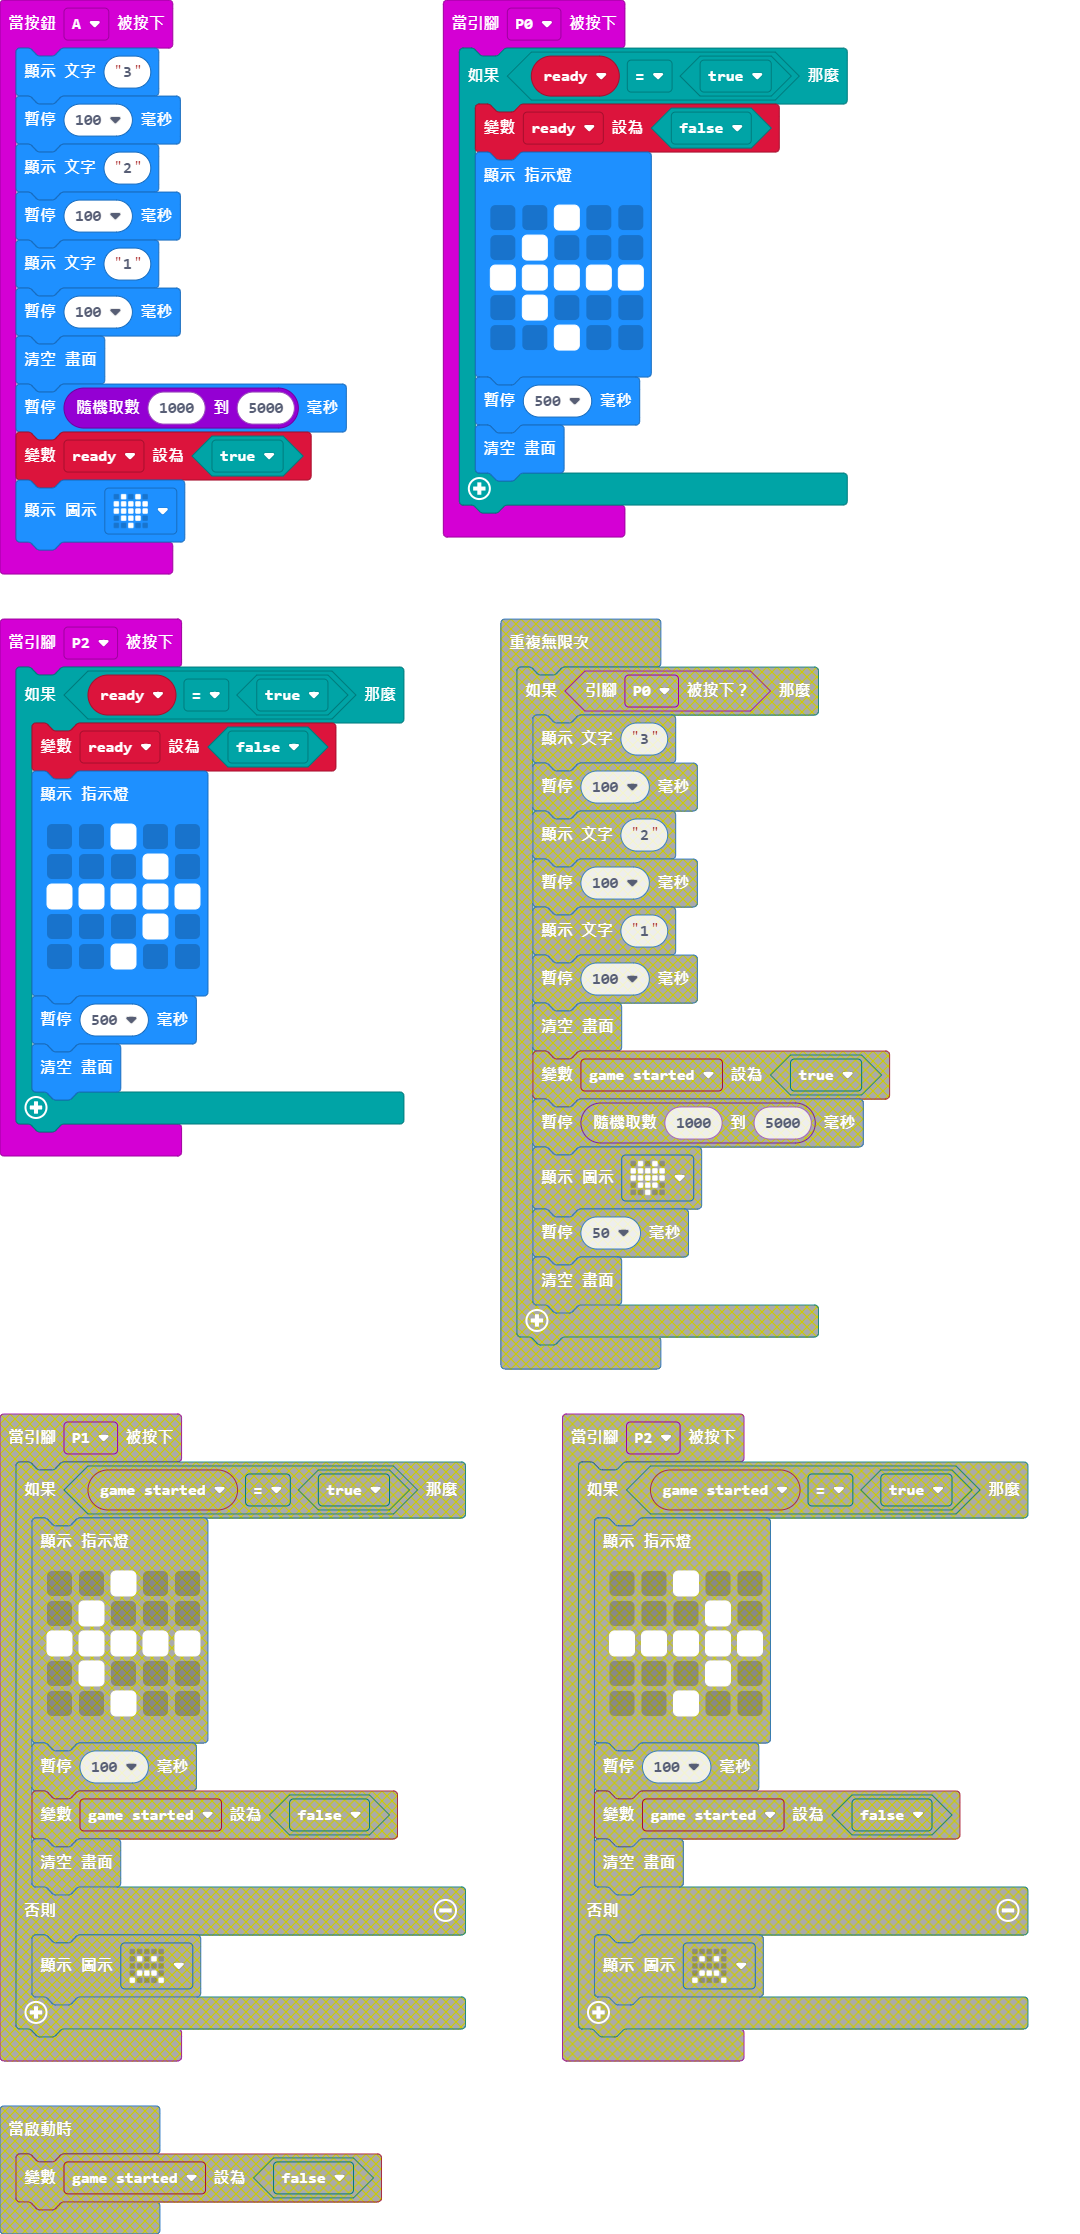 當按鈕 A 被按下
顯示 文字 "3"
暫停 100 毫秒
顯示 文字 "2"
暫停 100 毫秒
顯示 文字 "1"
暫停 100 毫秒
清空 畫面
暫停 隨機取數 1000 到 5000 毫秒
變數 ready 設為 true
顯示 圖示
當引腳 P0 被按下
如果 ready = true 那麼
變數 ready 設為 false
顯示 指示燈
暫停 500 毫秒
清空 畫面
當引腳 P2 被按下
如果 ready = true 那麼
變數 ready 設為 false
顯示 指示燈
暫停 500 毫秒
清空 畫面
重複無限次
如果 引腳 P0 被按下？ 那麼
顯示 文字 "3"
暫停 100 毫秒
顯示 文字 "2"
暫停 100 毫秒
顯示 文字 "1"
暫停 100 毫秒
清空 畫面
變數 game started 設為 true
暫停 隨機取數 1000 到 5000 毫秒
顯示 圖示
暫停 50 毫秒
清空 畫面
當引腳 P1 被按下
如果 game started = true 那麼
顯示 指示燈
暫停 100 毫秒
變數 game started 設為 false
清空 畫面
否則
顯示 圖示
當引腳 P2 被按下
如果 game started = true 那麼
顯示 指示燈
暫停 100 毫秒
變數 game started 設為 false
清空 畫面
否則
顯示 圖示
當啟動時
變數 game started 設為 false